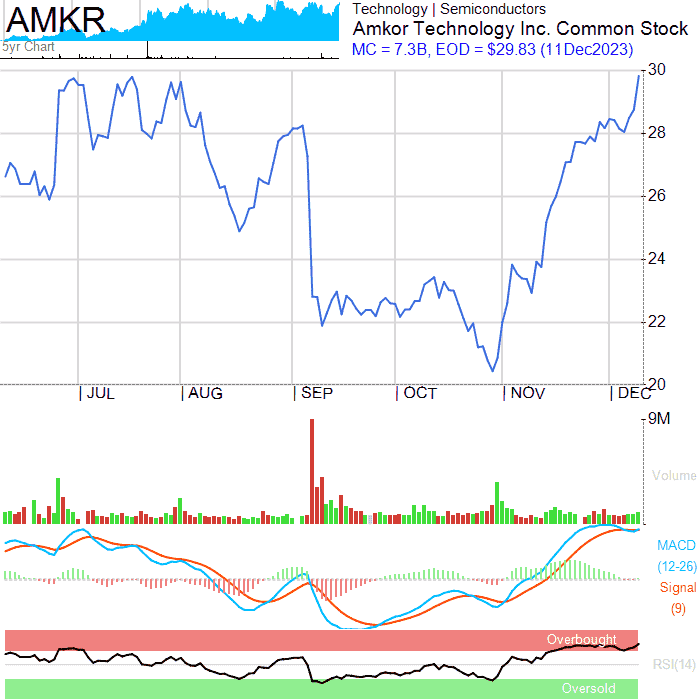 AMKR
5yr Chart
Technology | Semiconductors
Amkor Technology Inc. Common Stock
MC = 7.3B, EOD = $29.83 (11Dec2023)
30
28
26
24
22
20
JUL AUG SEP OCT NOV DEC
9M
Volume
MACD
(12-26)
Signal
(9)
Overbought
RSI(14)
Oversold